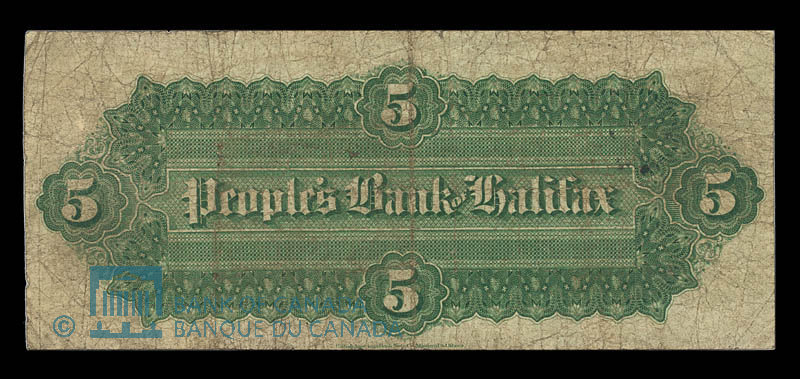 5
5 People's Bank of Halifax 5
5
BANK OF CANADA
© BANQUE DU CANADA